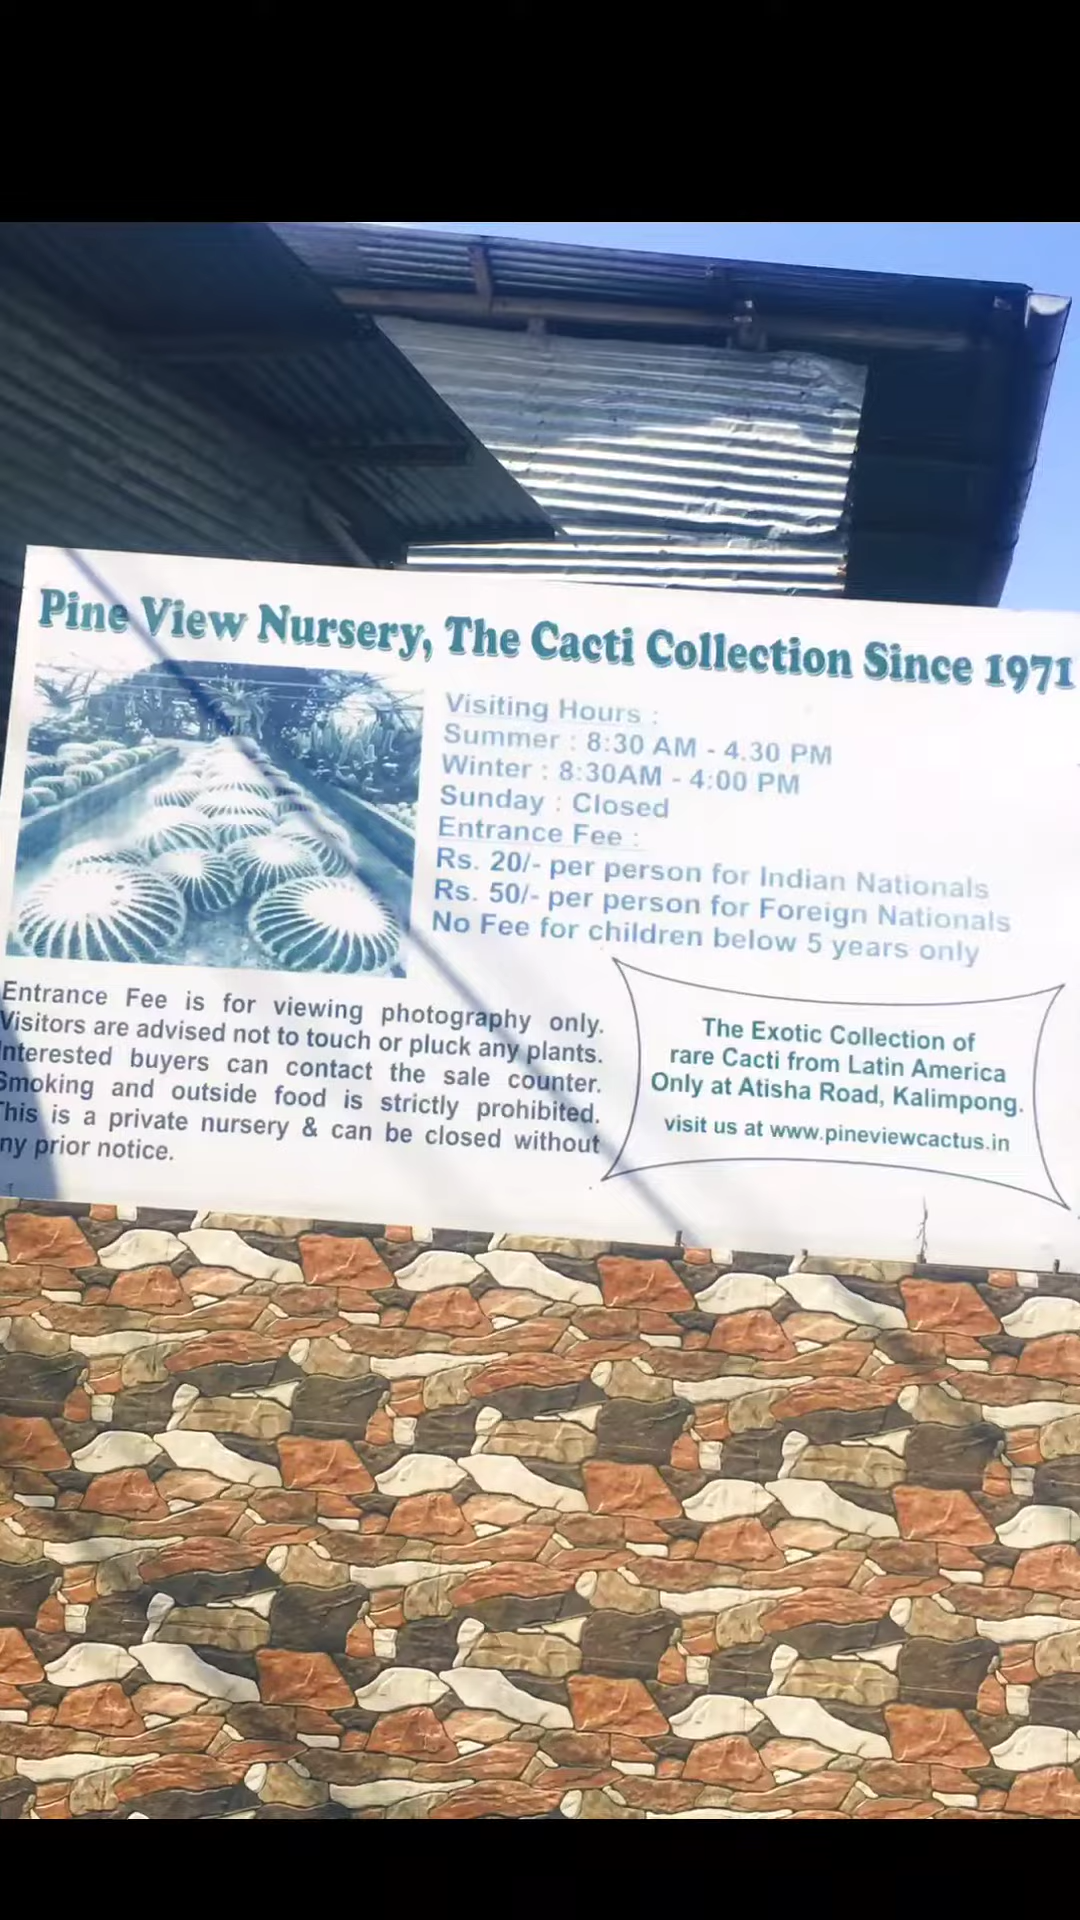 Pine View Nursery, The Cacti Collection Since 1971
Visiting Hours :
Summer : 8:30 AM - 4.30 PM
Winter : 8:30AM - 4:00 PM
Sunday : Closed
Entrance Fee :
Rs. 20/- per person for Indian Nationals
Rs. 50/- per person for Foreign Nationals
No Fee for children below 5 years only
Entrance Fee is for viewing photography only.
Visitors are advised not to touch or pluck any plants.
Interested buyers can contact the sale counter.
Smoking and outside food is strictly prohibited.
This is a private nursery & can be closed without
ny prior notice.
The Exotic Collection of
rare Cacti from Latin America
Only at Atisha Road, Kalimpong.
visit us at www.pineviewcactus.in